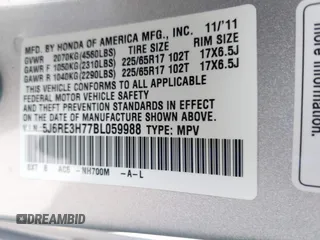 MFD. BY HONDA OF AMERICA MFG., INC. 11/'11
GVWR 2070KG(4560LBS) TIRE SIZE RIM SIZE
GAWR F 1050KG(2310LBS) 225/65R17 102T 17X6.5J
GAWR R 1040KG(2290LBS) 225/65R17 102T 17X6.5J
THIS VEHICLE CONFORMS TO ALL APPLICABLE
FEDERAL MOTOR VEHICLE SAFETY, BUMPER,
AND THEFT PREVENTION STANDARDS IN EFFECT
ON THE DATE OF MANUFACTURE SHOWN ABOVE.
V.I.N. 5J6RE3H77BL059988 TYPE: MPV
NH700M -A-L
DREAMBID